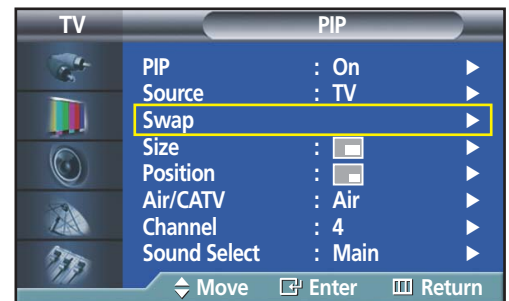 TV PIP
PIP : On
Source : TV
Swap
Size :
Position :
Air/CATV : Air
Channel : 4
Sound Select : Main
Move Enter Return